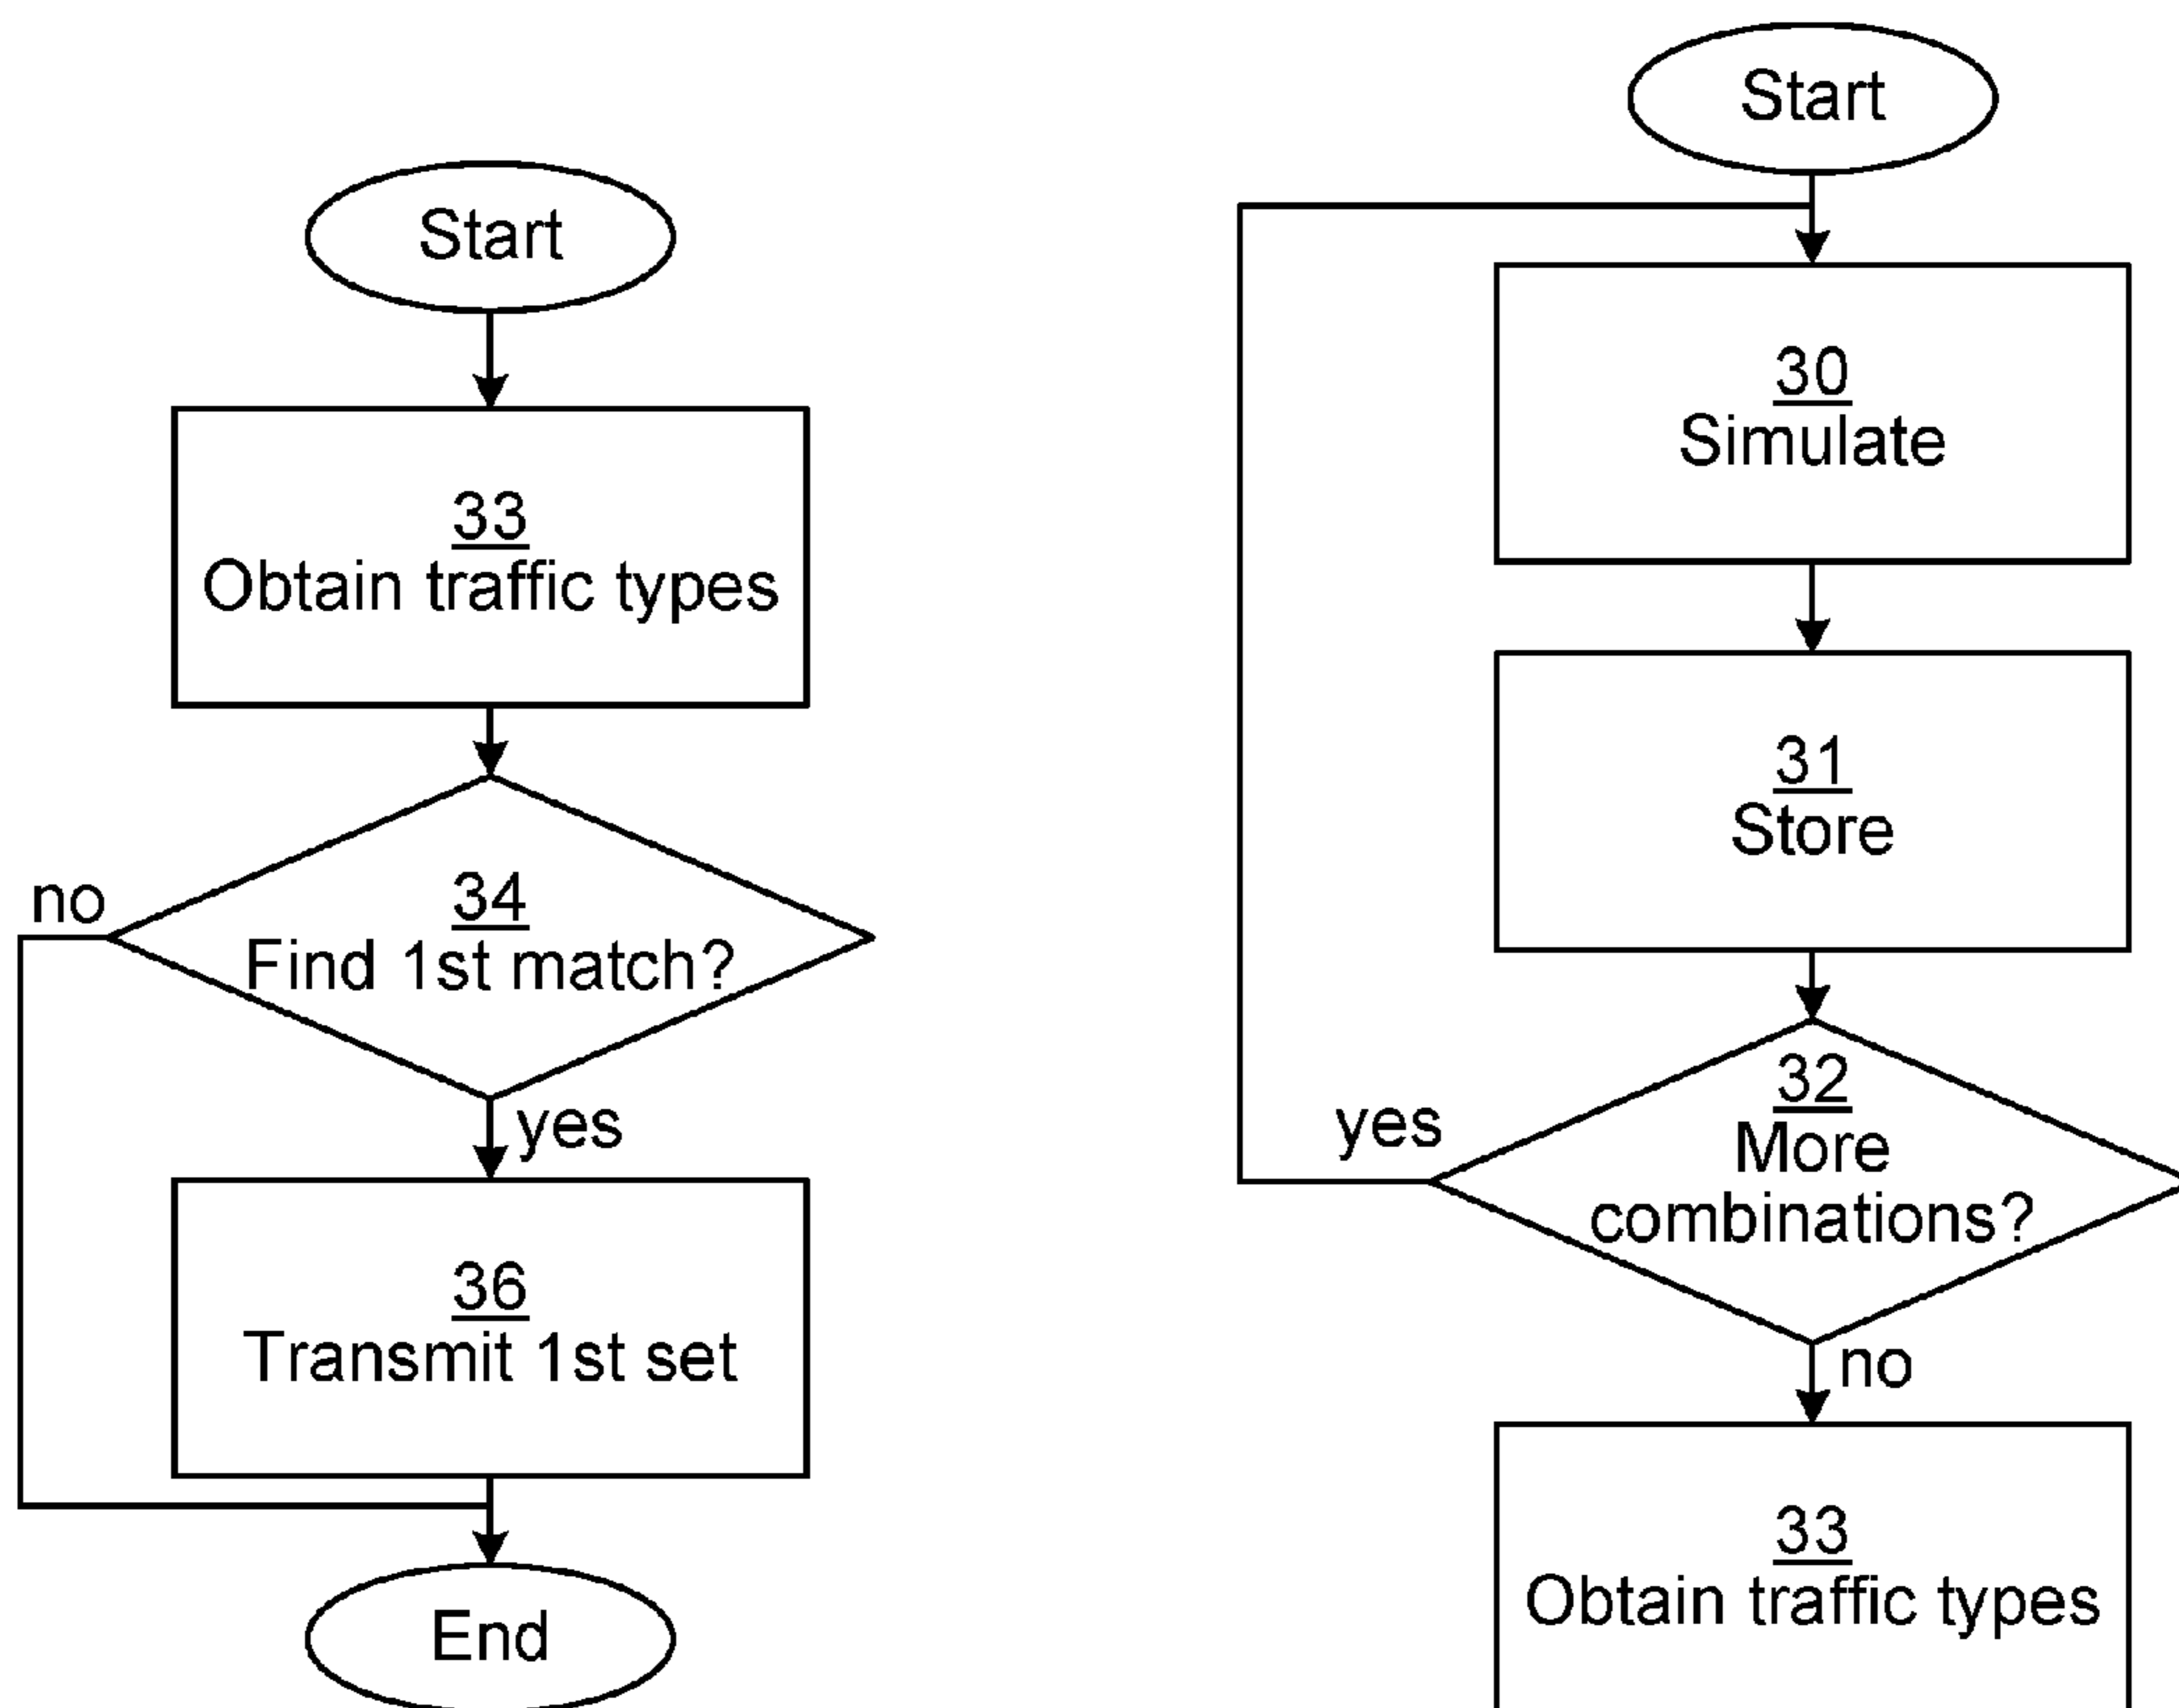 Start
33
Obtain traffic types
34
Find 1st match?
no
yes
36
Transmit 1st set
End
Start
30
Simulate
31
Store
32
More
combinations?
yes
no
33
Obtain traffic types